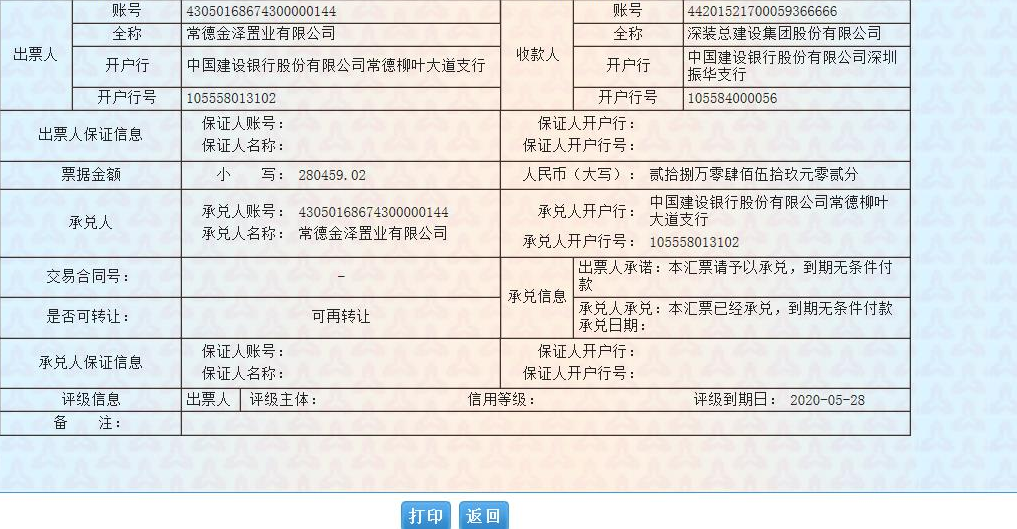 账号 43050168674300000144 账号 44201521700059366666
全称 常德金泽置业有限公司 全称 深装总建设集团股份有限公司
出票人 收款人
开户行 中国建设银行股份有限公司常德柳叶大道支行 开户行 中国建设银行股份有限公司深圳
振华支行
开户行号 105558013102 开户行号 105584000056
保证人账号： 保证人开户行：
出票人保证信息
保证人名称： 保证人开户行号：
票据金额 小 写： 280459.02 人民币（大写）： 贰拾捌万零肆佰伍拾玖元零贰分
承兑人账号： 43050168674300000144 承兑人开户行： 中国建设银行股份有限公司常德柳叶
大道支行
承兑人
承兑人名称： 常德金泽置业有限公司 承兑人开户行号： 105558013102
交易合同号： - 出票人承诺：本汇票请予以承兑，到期无条件付
款
承兑信息
是否可转让： 可再转让 承兑人承兑：本汇票已经承兑，到期无条件付款
承兑日期：
保证人账号： 保证人开户行：
承兑人保证信息
保证人名称： 保证人开户行号：
评级信息 出票人 评级主体： 信用等级： 评级到期日： 2020-05-28
备 注：
打印 返回